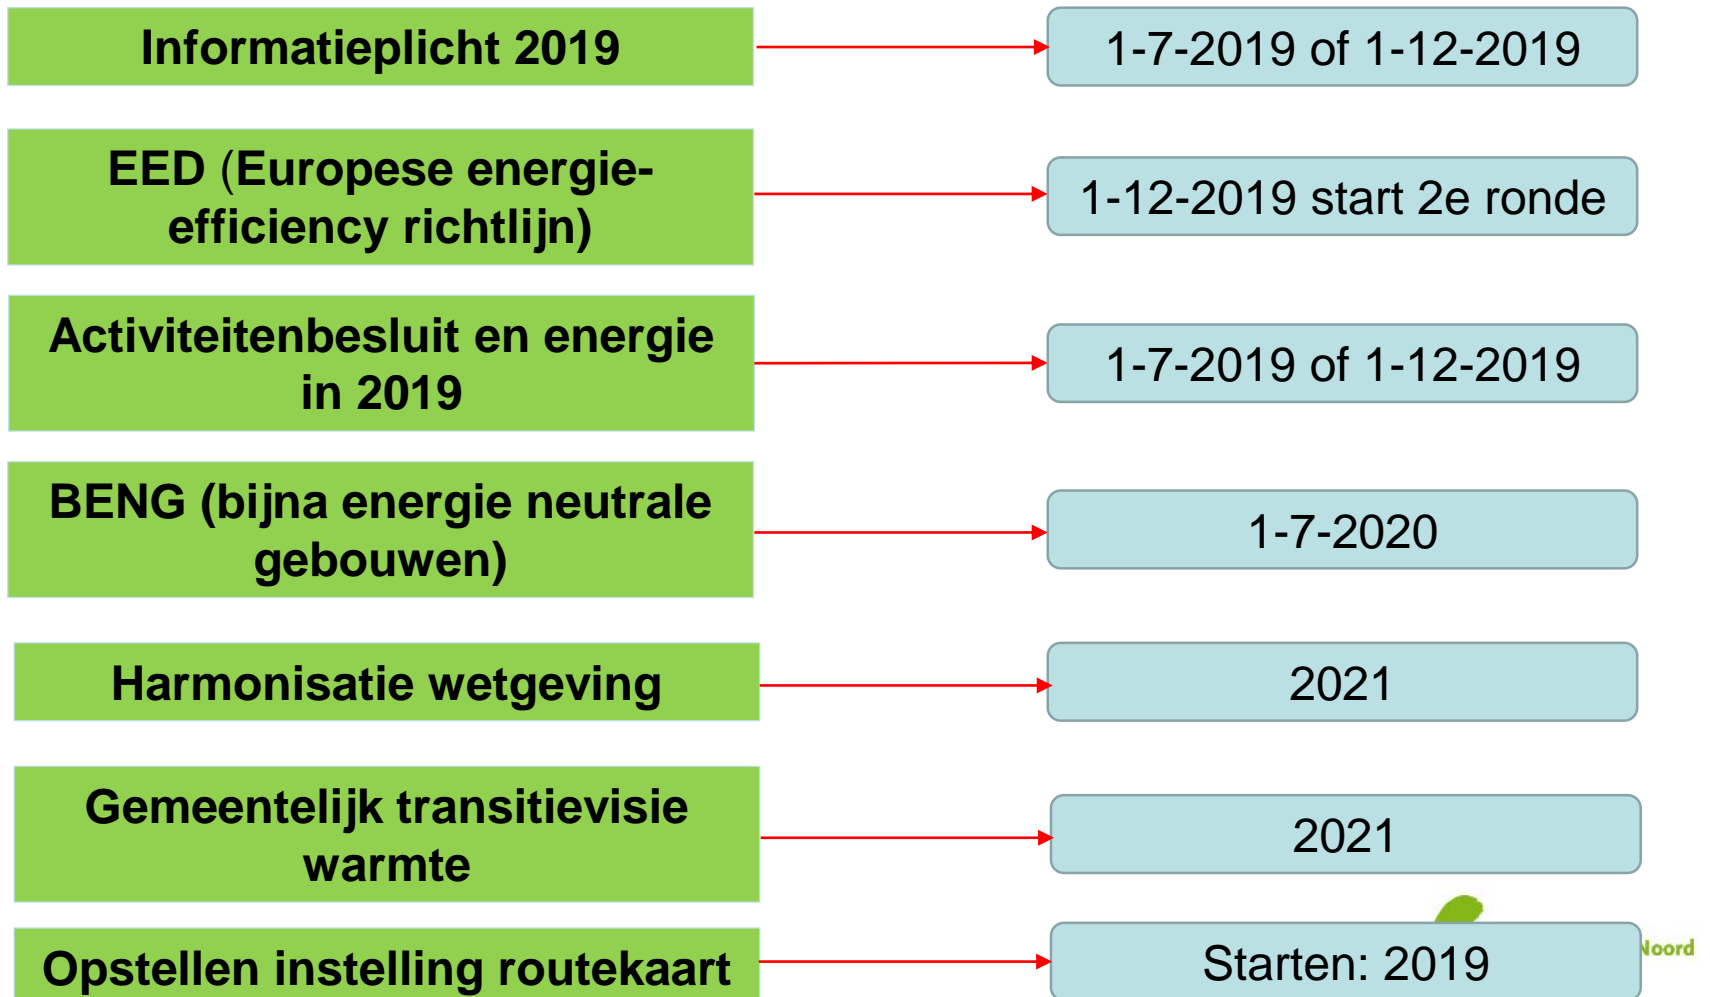 Informatieplicht 2019
1-7-2019 of 1-12-2019
EED (Europese energie-
efficiency richtlijn)
1-12-2019 start 2e ronde
Activiteitenbesluit en energie
in 2019
1-7-2019 of 1-12-2019
BENG (bijna energie neutrale
gebouwen)
1-7-2020
Harmonisatie wetgeving
2021
Gemeentelijk transitievisie
warmte
2021
Opstellen instelling routekaart
Starten: 2019
Noord